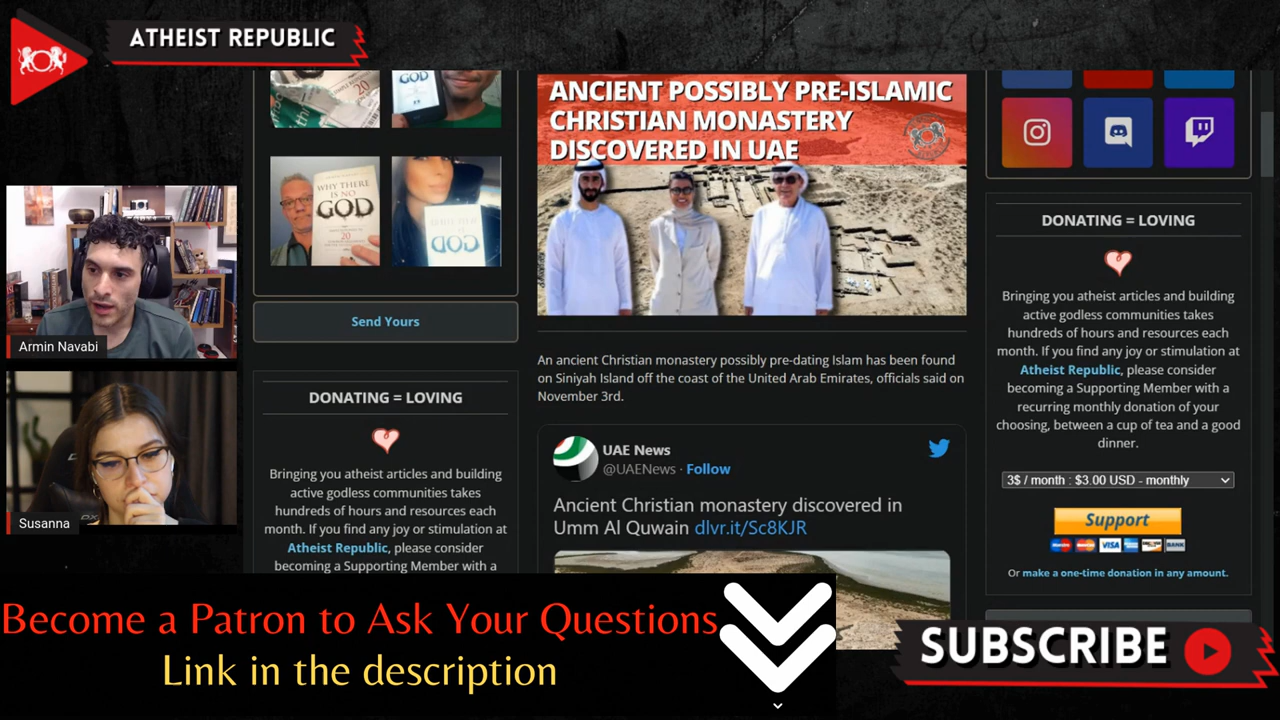 ATHEIST REPUBLIC
GOD
WHY THERE
IS NO
GOD
20
GOD
Send Yours
DONATING = LOVING
Bringing you atheist articles and building
active godless communities takes
hundreds of hours and resources each
month. If you find any joy or stimulation at
Atheist Republic, please consider
becoming a Supporting Member with a
ANCIENT POSSIBLY PRE-ISLAMIC
CHRISTIAN MONASTERY
DISCOVERED IN UAE
An ancient Christian monastery possibly pre-dating Islam has been found
on Siniyah Island off the coast of the United Arab Emirates, officials said on
November 3rd.
UAE News
@UAENews · Follow
Ancient Christian monastery discovered in
Umm Al Quwain dlvr.it/Sc8KJR
DONATING = LOVING
Bringing you atheist articles and building
active godless communities takes
hundreds of hours and resources each
month. If you find any joy or stimulation at
Atheist Republic, please consider
becoming a Supporting Member with a
recurring monthly donation of your
choosing, between a cup of tea and a good
dinner.
3$ / month : $3.00 USD - monthly
Support
VISA
BANK
Or make a one-time donation in any amount.
Armin Navabi
Susanna
Become a Patron to Ask Your Questions
Link in the description
SUBSCRIBE